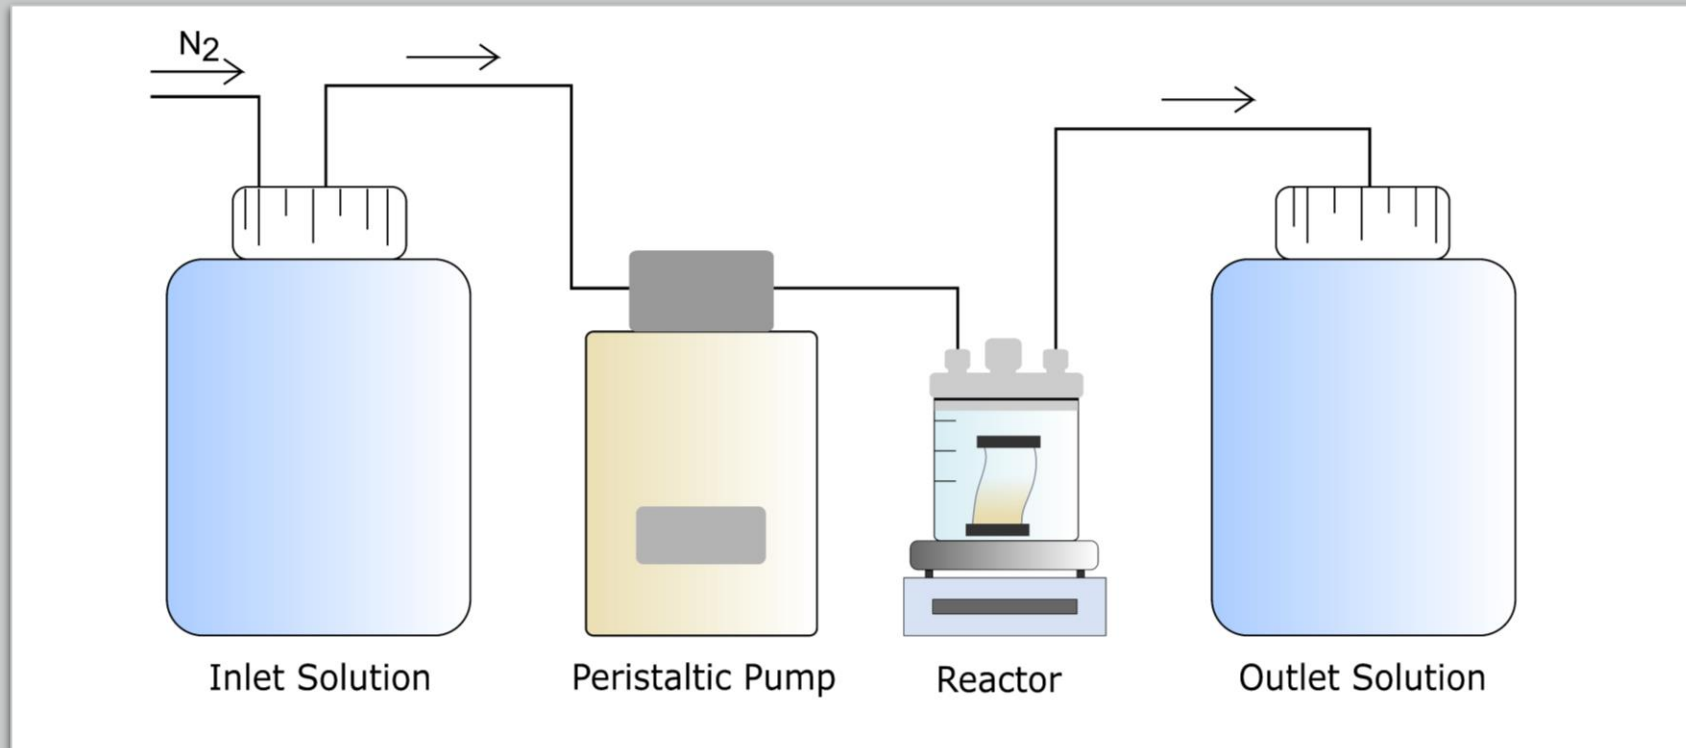 N2
Inlet Solution
Peristaltic Pump
Reactor
Outlet Solution